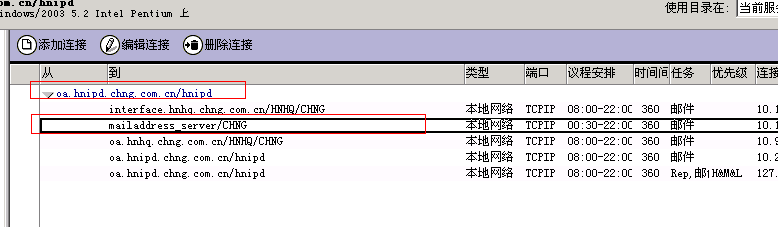 om.cn/hnipd
indows/2003 5.2 Intel Pentium 上
使用目录在: 当前服
添加连接 编辑连接 删除连接
从 到 类型 端口 议程安排 时间间 任务 优先级 连接
oa.hnipd.chng.com.cn/hnipd
interface.hnhq.chng.com.cn/HNHQ/CHNG 本地网络 TCPIP 08:00-22:00 360 邮件 10.1
mailaddress_server/CHNG 本地网络 TCPIP 00:30-22:00 360 邮件 10.1
oa.hnhq.chng.com.cn/HNHQ/CHNG 本地网络 TCPIP 08:00-22:00 360 邮件 10.9
oa.hnipd.chng.com.cn/hnipd 本地网络 TCPIP 08:00-22:00 360 邮件 10.2
oa.hnipd.chng.com.cn/hnipd 本地网络 TCPIP 08:00-22:00 360 Rep,邮 H&M&L 127.